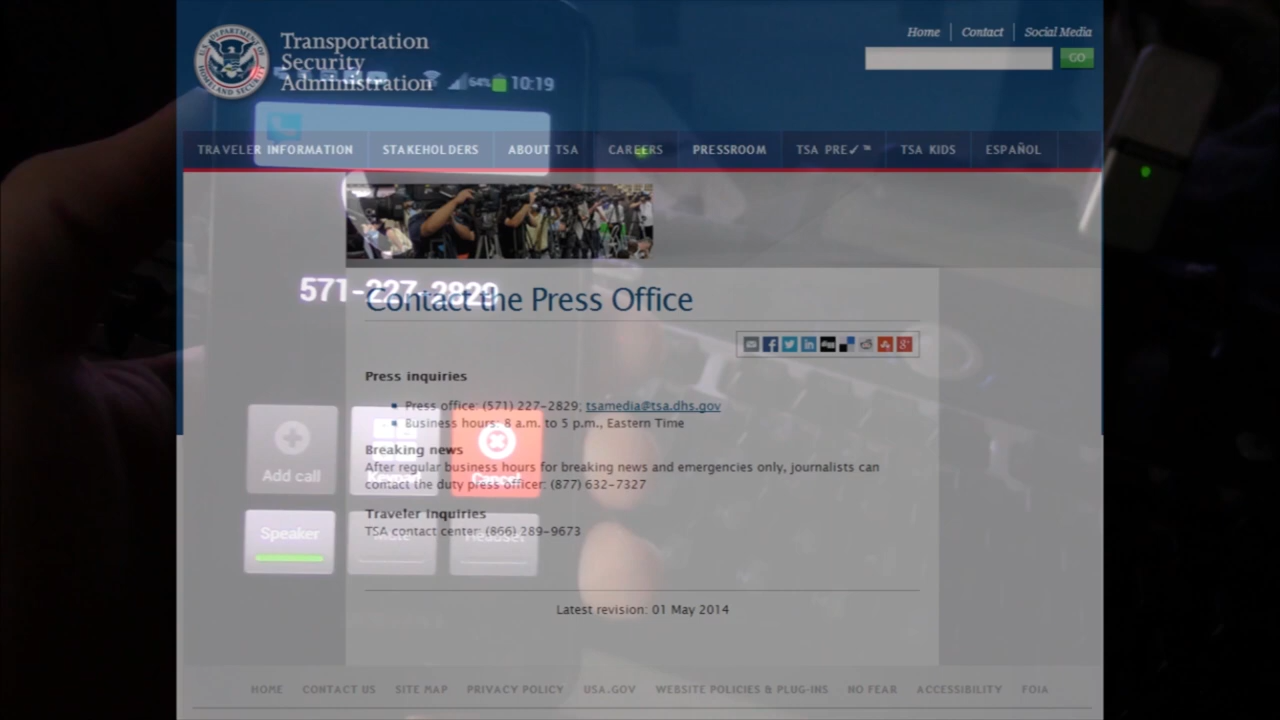 Home
Contact
Social Media
Transportation
Security
Administration
GO
64% 10:19
TRAVELER INFORMATION
STAKEHOLDERS
ABOUT TSA
CAREERS
PRESSROOM
TSA PRE✓™
TSA KIDS
ESPAÑOL
571-227-2829
Contact the Press Office
Press inquiries
Press office: (571) 227-2829; tsamedia@tsa.dhs.gov
Business hours: 8 a.m. to 5 p.m., Eastern Time
Breaking news
After regular business hours for breaking news and emergencies only, journalists can
contact the duty press officer: (877) 632-7327
Traveler Inquiries
TSA contact center: (866) 289-9673
Add call
Keypad
Cancel
Speaker
Mute
Headset
Latest revision: 01 May 2014
HOME
CONTACT US
SITE MAP
PRIVACY POLICY
USA.GOV
WEBSITE POLICIES & PLUG-INS
NO FEAR
ACCESSIBILITY
FOIA